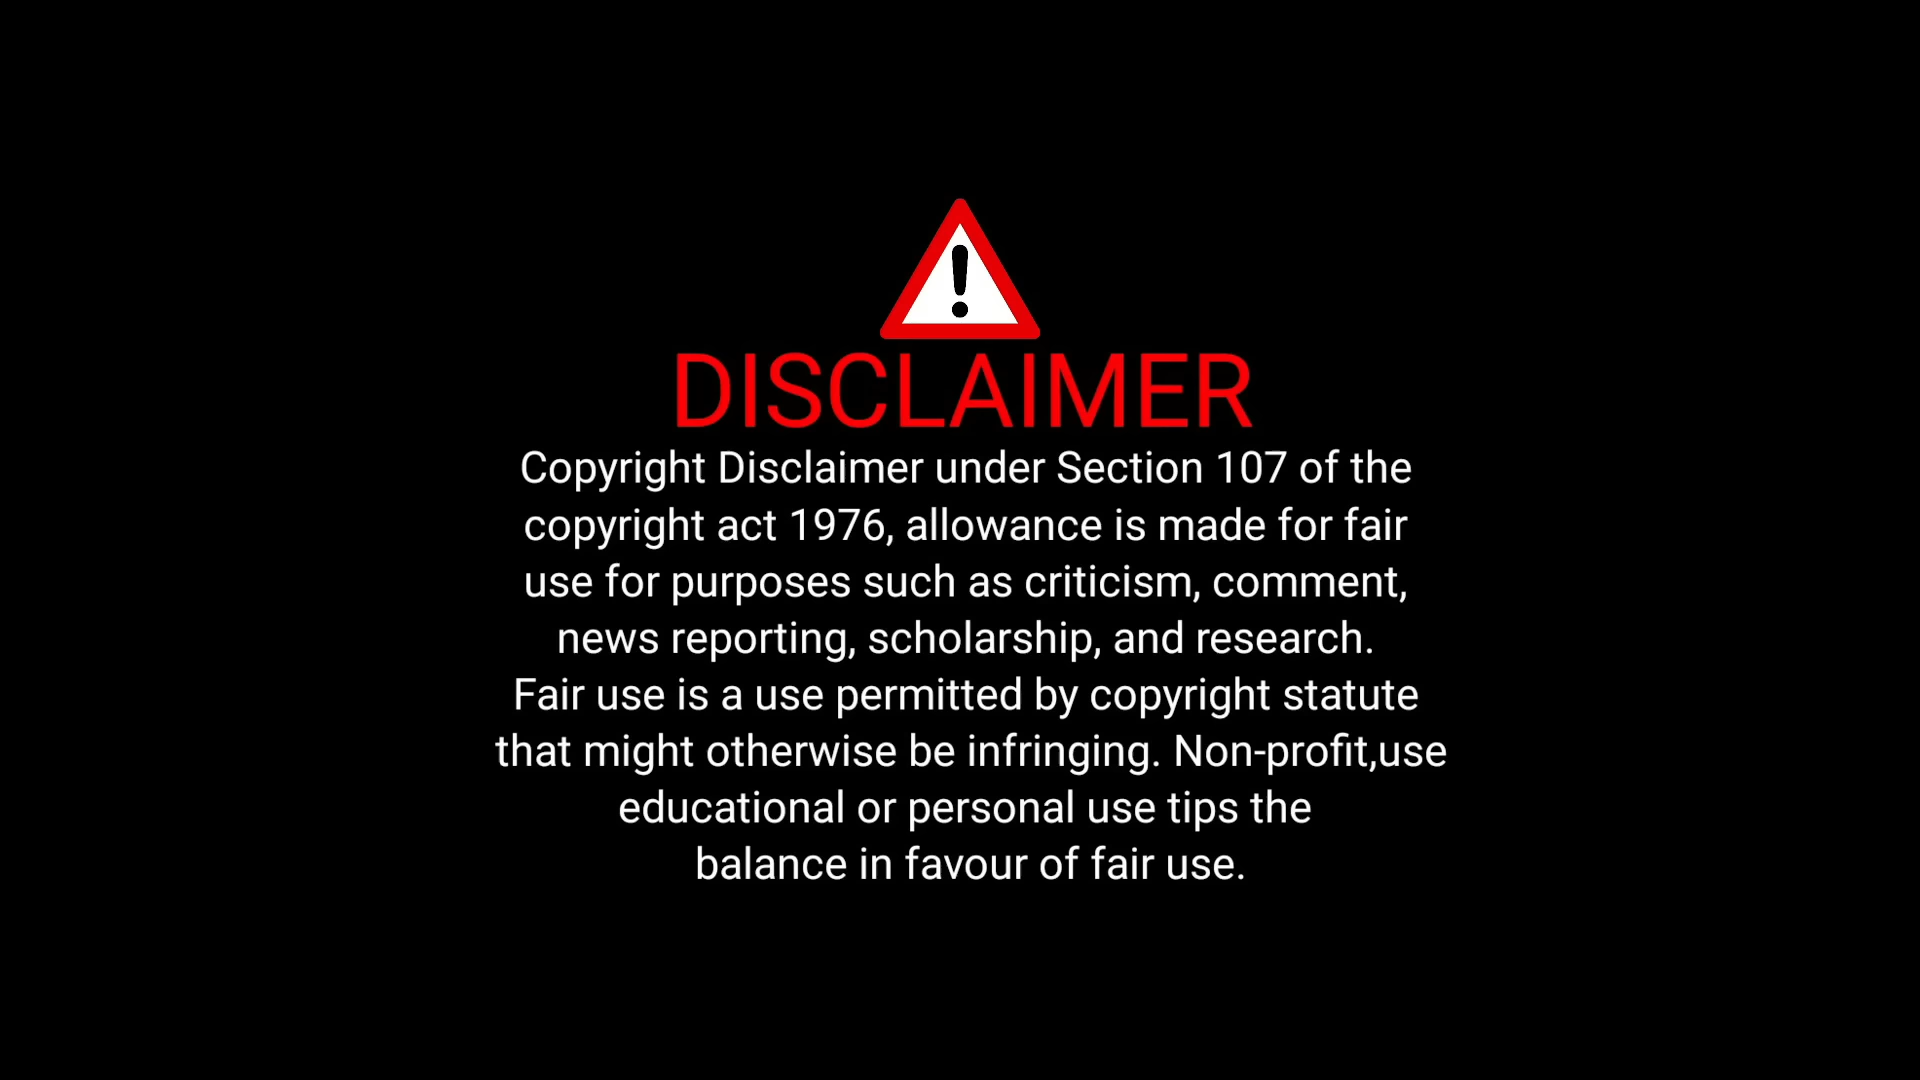 DISCLAIMER
Copyright Disclaimer under Section 107 of the
copyright act 1976, allowance is made for fair
use for purposes such as criticism, comment,
news reporting, scholarship, and research.
Fair use is a use permitted by copyright statute
that might otherwise be infringing. Non-profit,use
educational or personal use tips the
balance in favour of fair use.